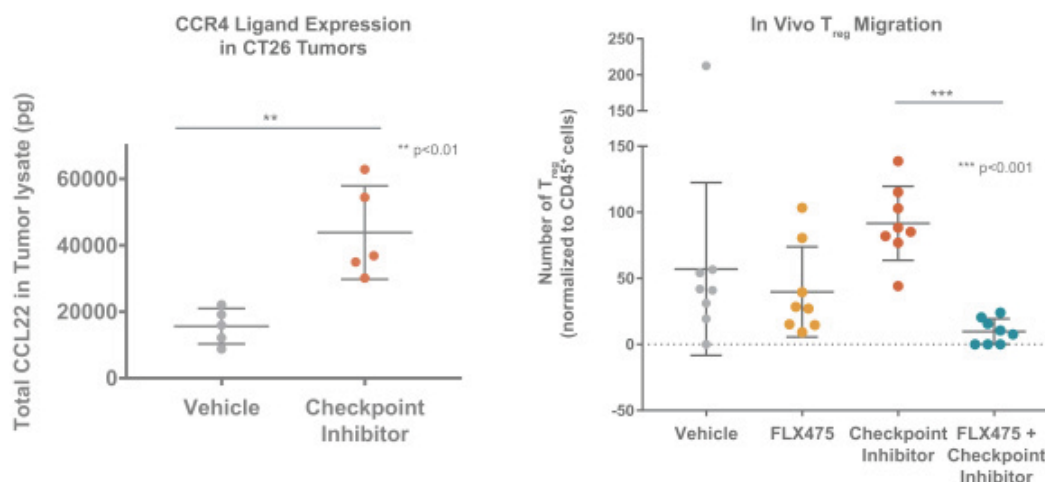 CCR4 Ligand Expression
in CT26 Tumors
Total CCL22 in Tumor lysate (pg)
60000
40000
20000
0
**
** p<0.01
Vehicle
Checkpoint
Inhibitor
In Vivo Treg Migration
Number of Treg
(normalized to CD45+ cells)
250
200
150
150
100
50
0
-50
***
*** p<0.001
Vehicle
FLX475
Checkpoint
Inhibitor
FLX475 +
Checkpoint
Inhibitor